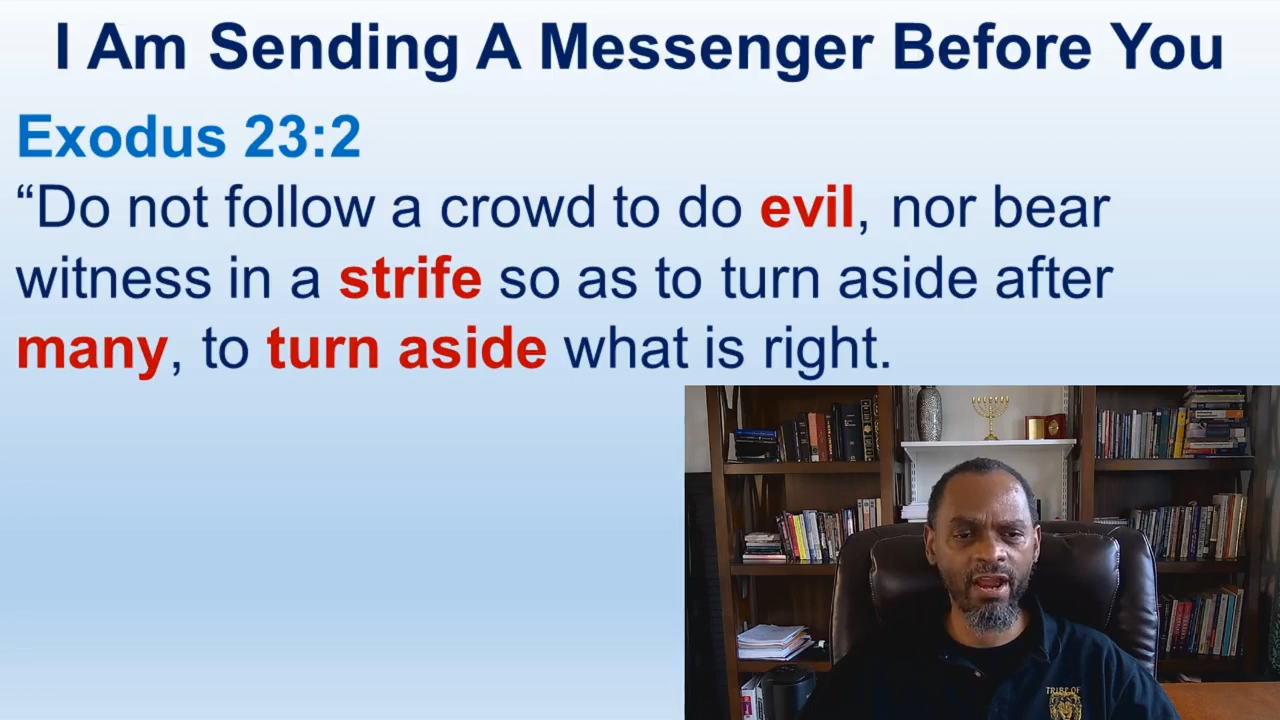 I Am Sending A Messenger Before You
Exodus 23:2
“Do not follow a crowd to do evil, nor bear
witness in a strife so as to turn aside after
many, to turn aside what is right.
TRIBE OF